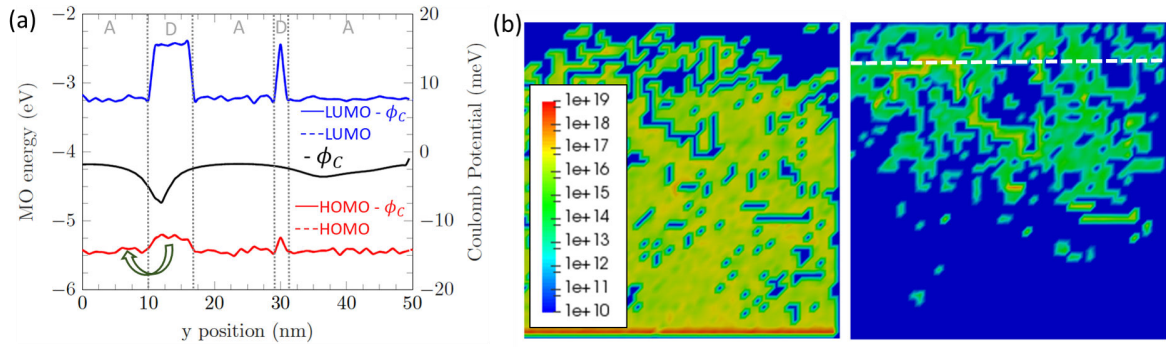 (a)
MO energy (eV)
−2
−3
−4
−5
−6
A D A D A
LUMO - ϕC
LUMO
- ϕC
HOMO - ϕC
HOMO
20
10
0
−10
−20
Coulomb Potential (meV)
0 10 20 30 40 50
y position (nm)
(b)
1e+19
1e+18
1e+17
1e+16
1e+15
1e+14
1e+13
1e+12
1e+11
1e+10